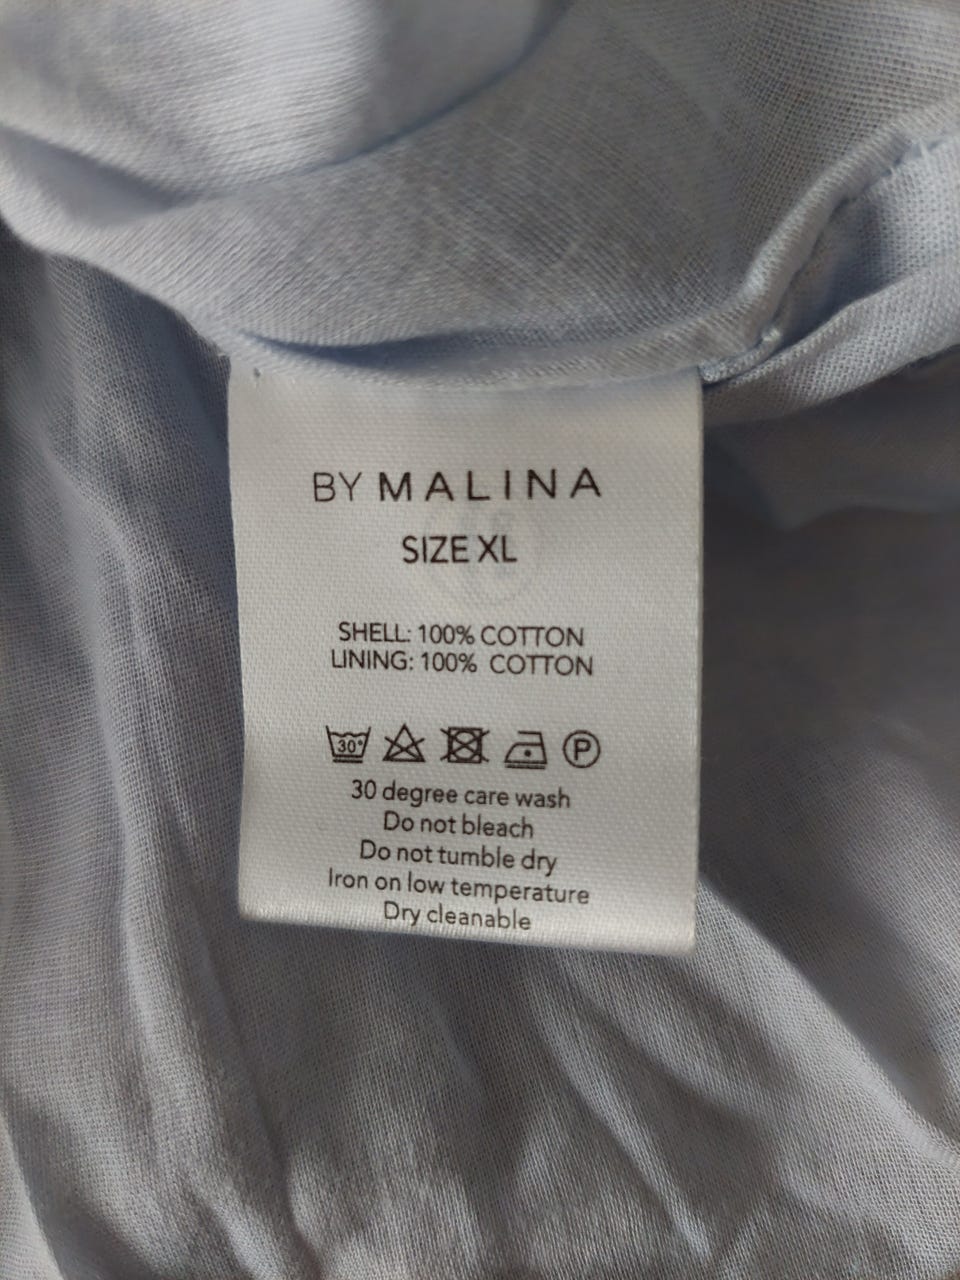 BY MALINA
SIZE XL
SHELL: 100% COTTON
LINING: 100% COTTON
30° P
30 degree care wash
Do not bleach
Do not tumble dry
Iron on low temperature
Dry cleanable